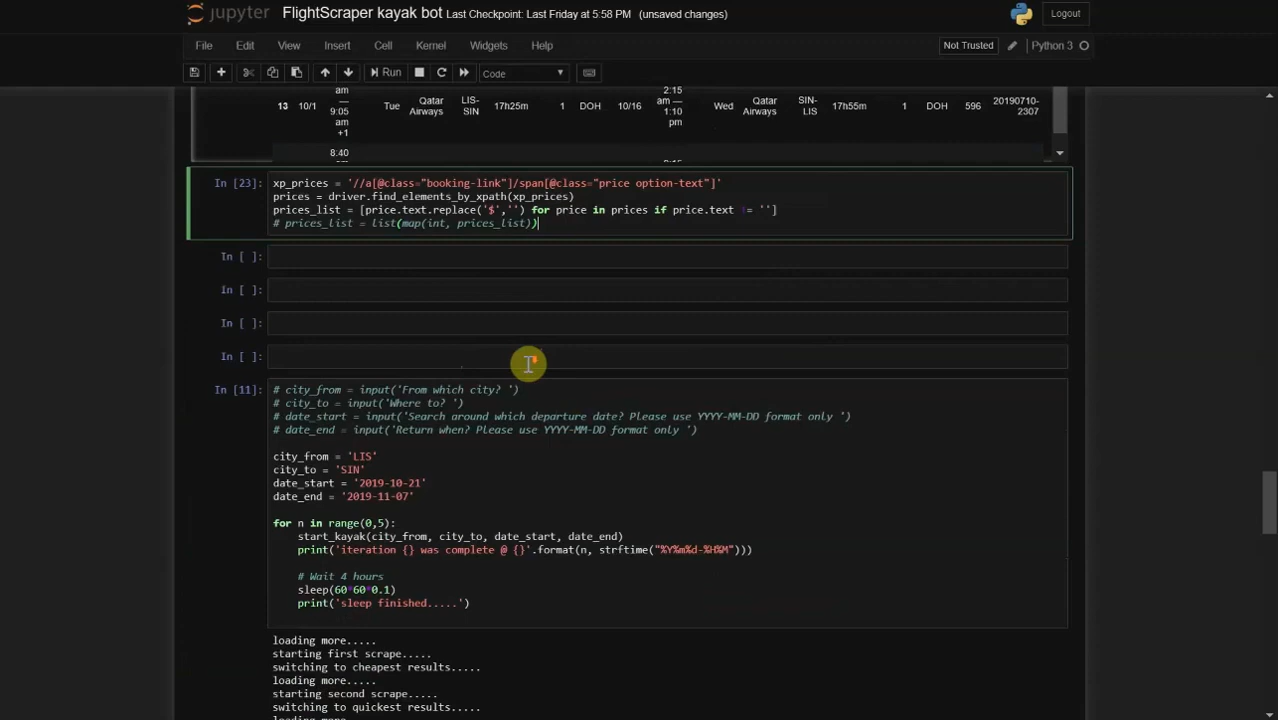 jupyter FlightScraper kayak bot Last Checkpoint: Last Friday at 5:58 PM (unsaved changes) Logout
File Edit View Insert Cell Kernel Widgets Help Not Trusted Python 3
Run Code
am
—
9:05
am
+1
13 10/1 Tue Qatar Airways LIS-SIN 17h25m 1 DOH 10/16 2:15 am — 1:10 pm Wed Qatar Airways SIN-LIS 17h55m 1 DOH 596 20190710-2307
8:40
In [23]: xp_prices = '//a[@class="booking-link"]/span[@class="price option-text"]'
prices = driver.find_elements_by_xpath(xp_prices)
prices_list = [price.text.replace('$','') for price in prices if price.text != '']
# prices_list = list(map(int, prices_list))
In [ ]:
In [ ]:
In [ ]:
In [ ]:
In [11]: # city_from = input('From which city? ')
# city_to = input('Where to? ')
# date_start = input('Search around which departure date? Please use YYYY-MM-DD format only ')
# date_end = input('Return when? Please use YYYY-MM-DD format only ')
city_from = 'LIS'
city_to = 'SIN'
date_start = '2019-10-21'
date_end = '2019-11-07'
for n in range(0,5):
start_kayak(city_from, city_to, date_start, date_end)
print('iteration {} was complete @ {}'.format(n, strftime("%Y%m%d-%H%M")))
# Wait 4 hours
sleep(60*60*0.1)
print('sleep finished.....')
loading more.....
starting first scrape.....
switching to cheapest results.....
loading more.....
starting second scrape.....
switching to quickest results.....
loading more